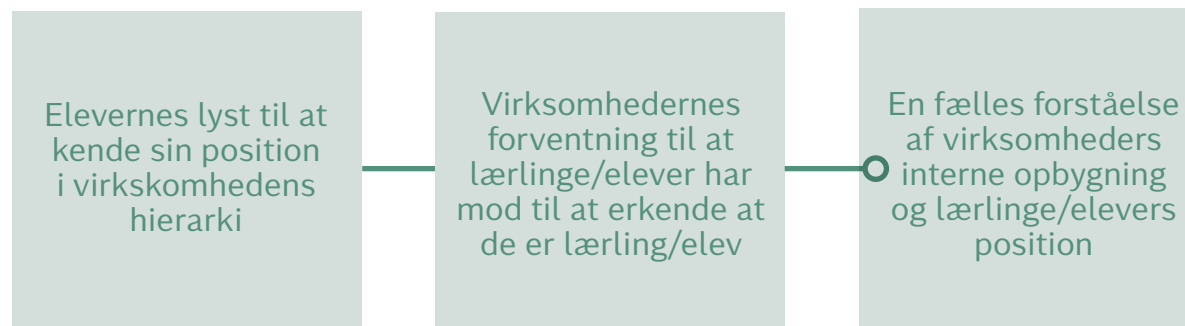 Elevernes lyst til at
kende sin position
i virkskomhedens
hierarki
Virksomhedernes
forventning til at
lærlinge/elever har
mod til at erkende at
de er lærling/elev
En fælles forståelse
af virksomheders
interne opbygning
og lærlinge/elevers
position